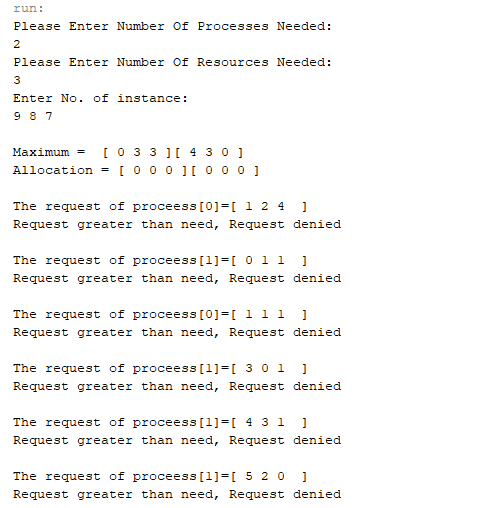 run:
Please Enter Number Of Processes Needed:
2
Please Enter Number Of Resources Needed:
3
Enter No. of instance:
9 8 7
Maximum =  [ 0 3 3 ][ 4 3 0 ]
Allocation = [ 0 0 0 ][ 0 0 0 ]
The request of proceess[0]=[ 1 2 4  ]
Request greater than need, Request denied
The request of proceess[1]=[ 0 1 1  ]
Request greater than need, Request denied
The request of proceess[0]=[ 1 1 1  ]
Request greater than need, Request denied
The request of proceess[1]=[ 3 0 1  ]
Request greater than need, Request denied
The request of proceess[1]=[ 4 3 1  ]
Request greater than need, Request denied
The request of proceess[1]=[ 5 2 0  ]
Request greater than need, Request denied